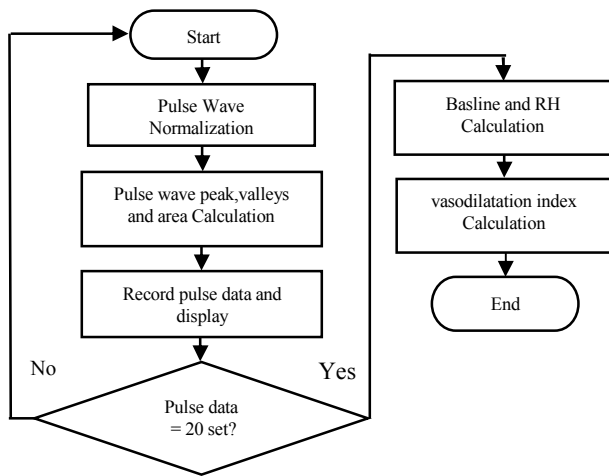 Start
Pulse Wave
Normalization
Pulse wave peak,valleys
and area Calculation
Record pulse data and
display
No
Yes
Pulse data
= 20 set?
Basline and RH
Calculation
vasodilatation index
Calculation
End